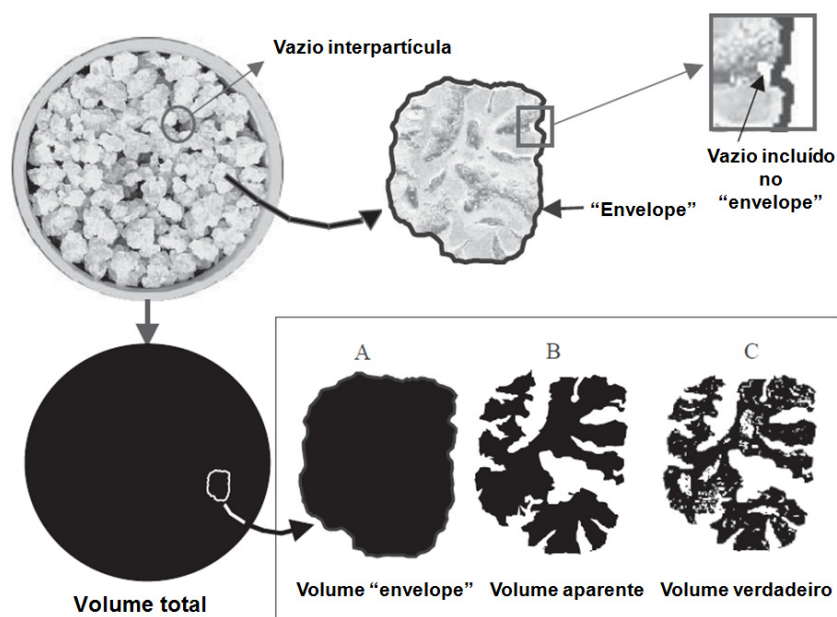 Vazio interpartícula
Vazio incluído
no
“envelope”
“Envelope”
A
B
C
Volume total
Volume “envelope”
Volume aparente
Volume verdadeiro